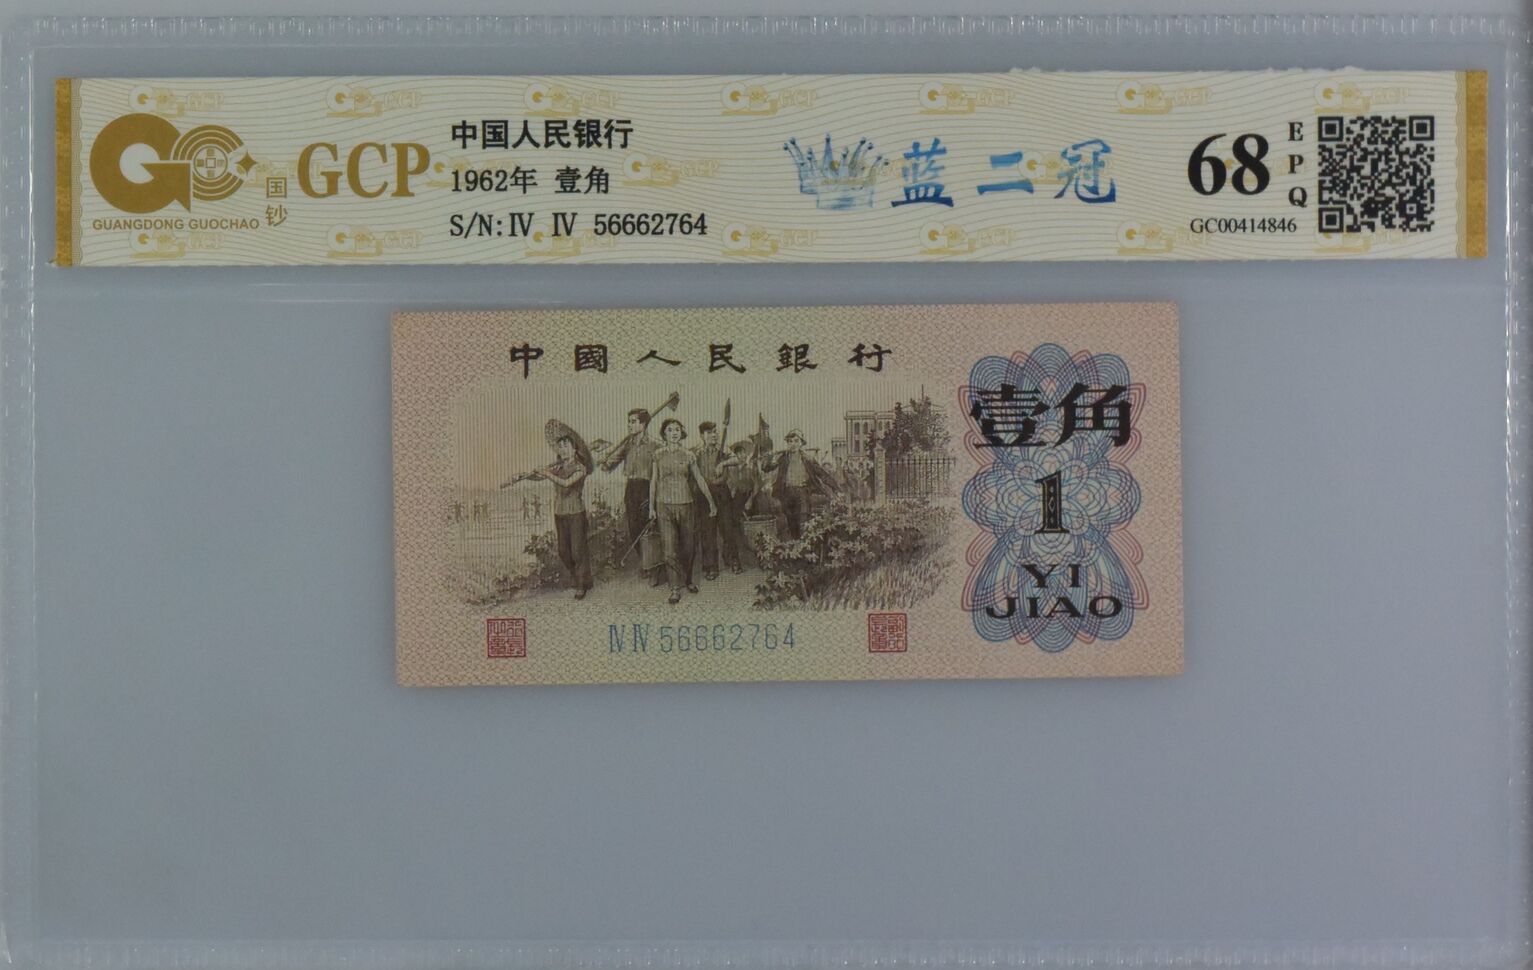 GCP
国钞
GUANGDONG GUOCHAO
中国人民银行
1962年 壹角
S/N: Ⅳ Ⅳ 56662764
蓝二冠
68
EPQ
GC00414846
中國人民銀行
壹角
1
YI
JIAO
ⅣⅣ 56662764